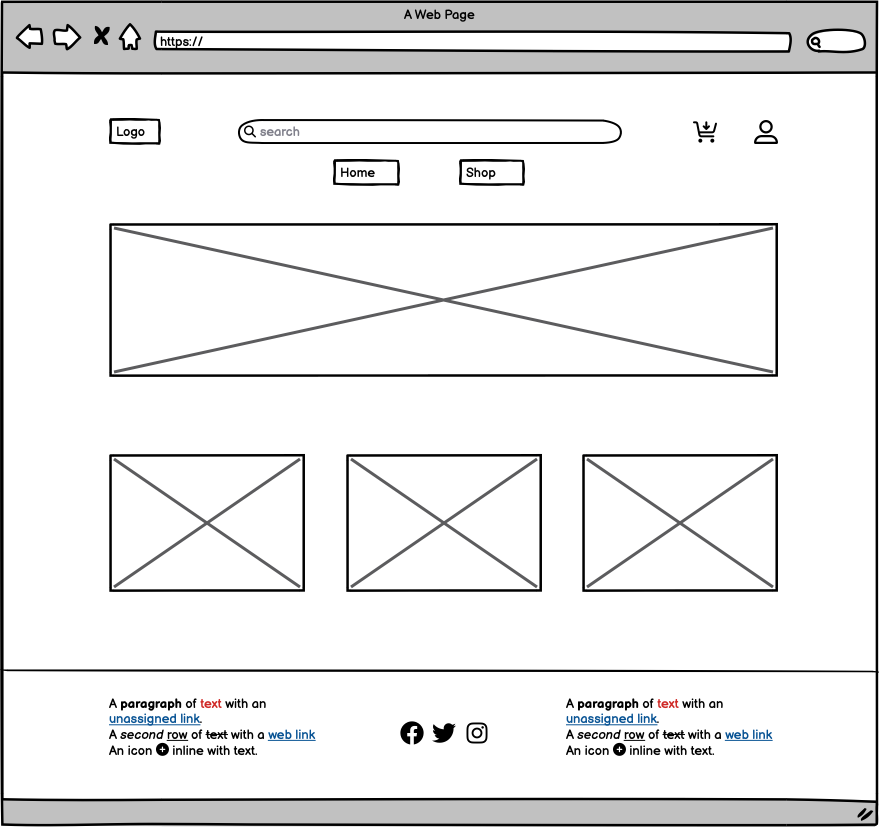 A Web Page
https://
Logo
search
Home
Shop
A paragraph of text with an
unassigned link.
A second row of text with a web link
An icon inline with text.
A paragraph of text with an
unassigned link.
A second row of text with a web link
An icon inline with text.